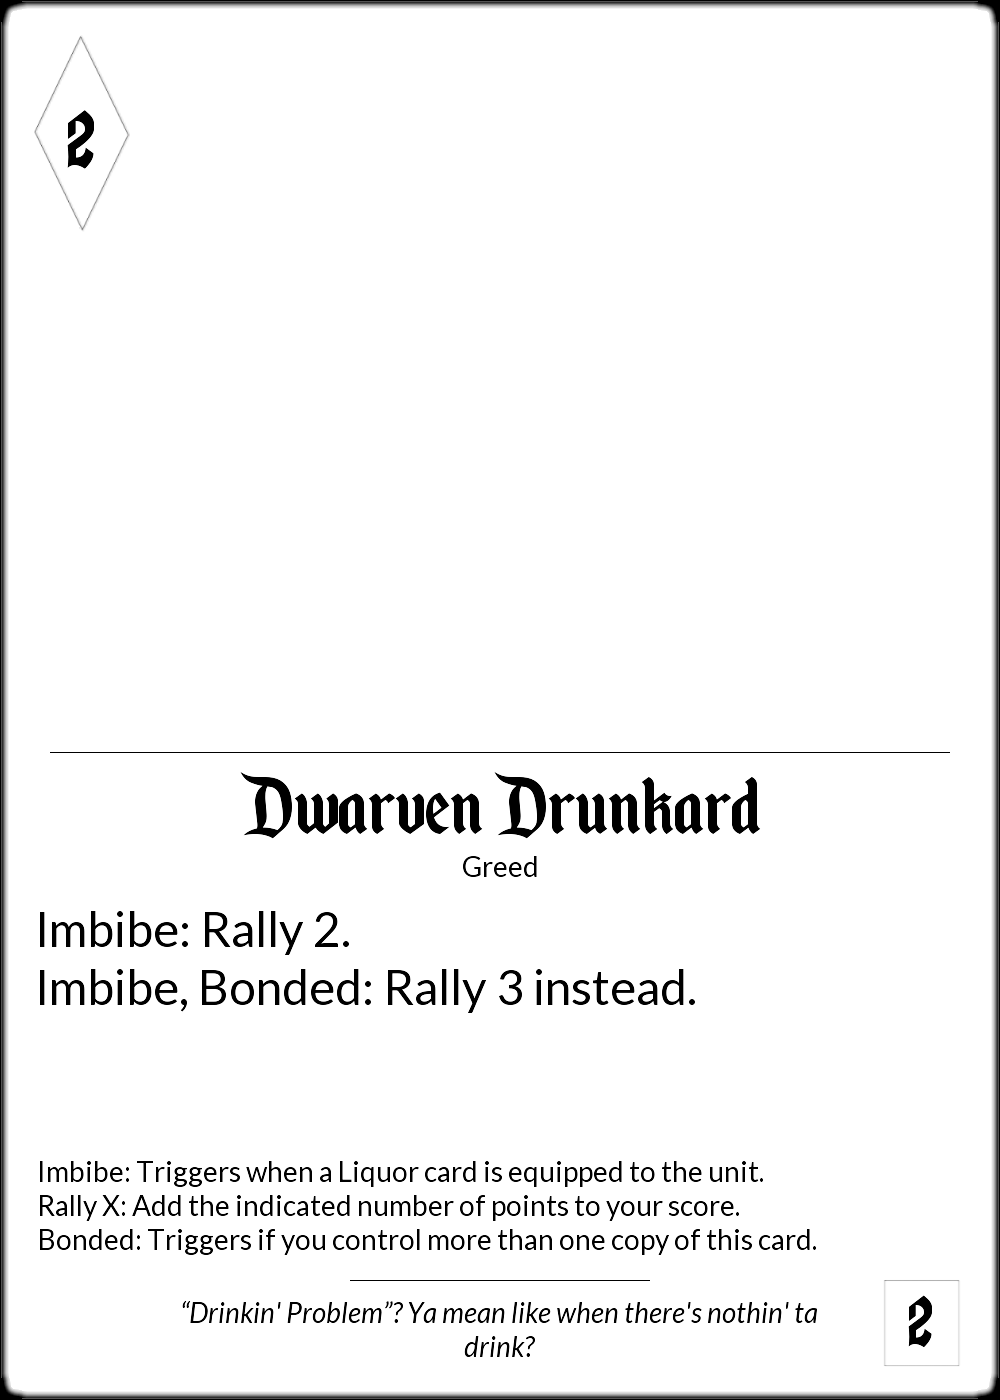 2
Dwarven Drunkard
Greed
Imbibe: Rally 2.
Imbibe, Bonded: Rally 3 instead.
Imbibe: Triggers when a Liquor card is equipped to the unit.
Rally X: Add the indicated number of points to your score.
Bonded: Triggers if you control more than one copy of this card.
“Drinkin' Problem”? Ya mean like when there's nothin' ta
drink?
2